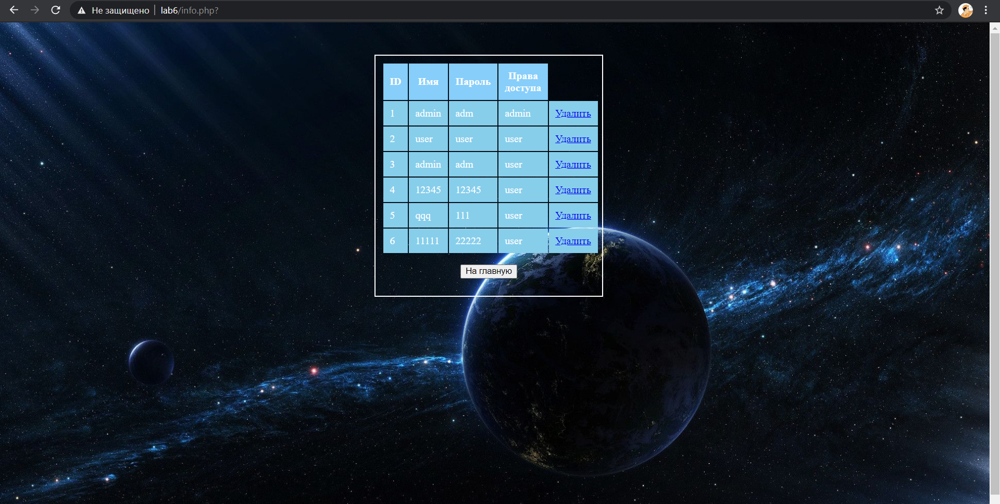 Не защищено | lab6/info.php?
ID Имя Пароль Права
доступа
1 admin adm admin Удалить
2 user user user Удалить
3 admin adm user Удалить
4 12345 12345 user Удалить
5 qqq 111 user Удалить
6 11111 22222 user Удалить
На главную